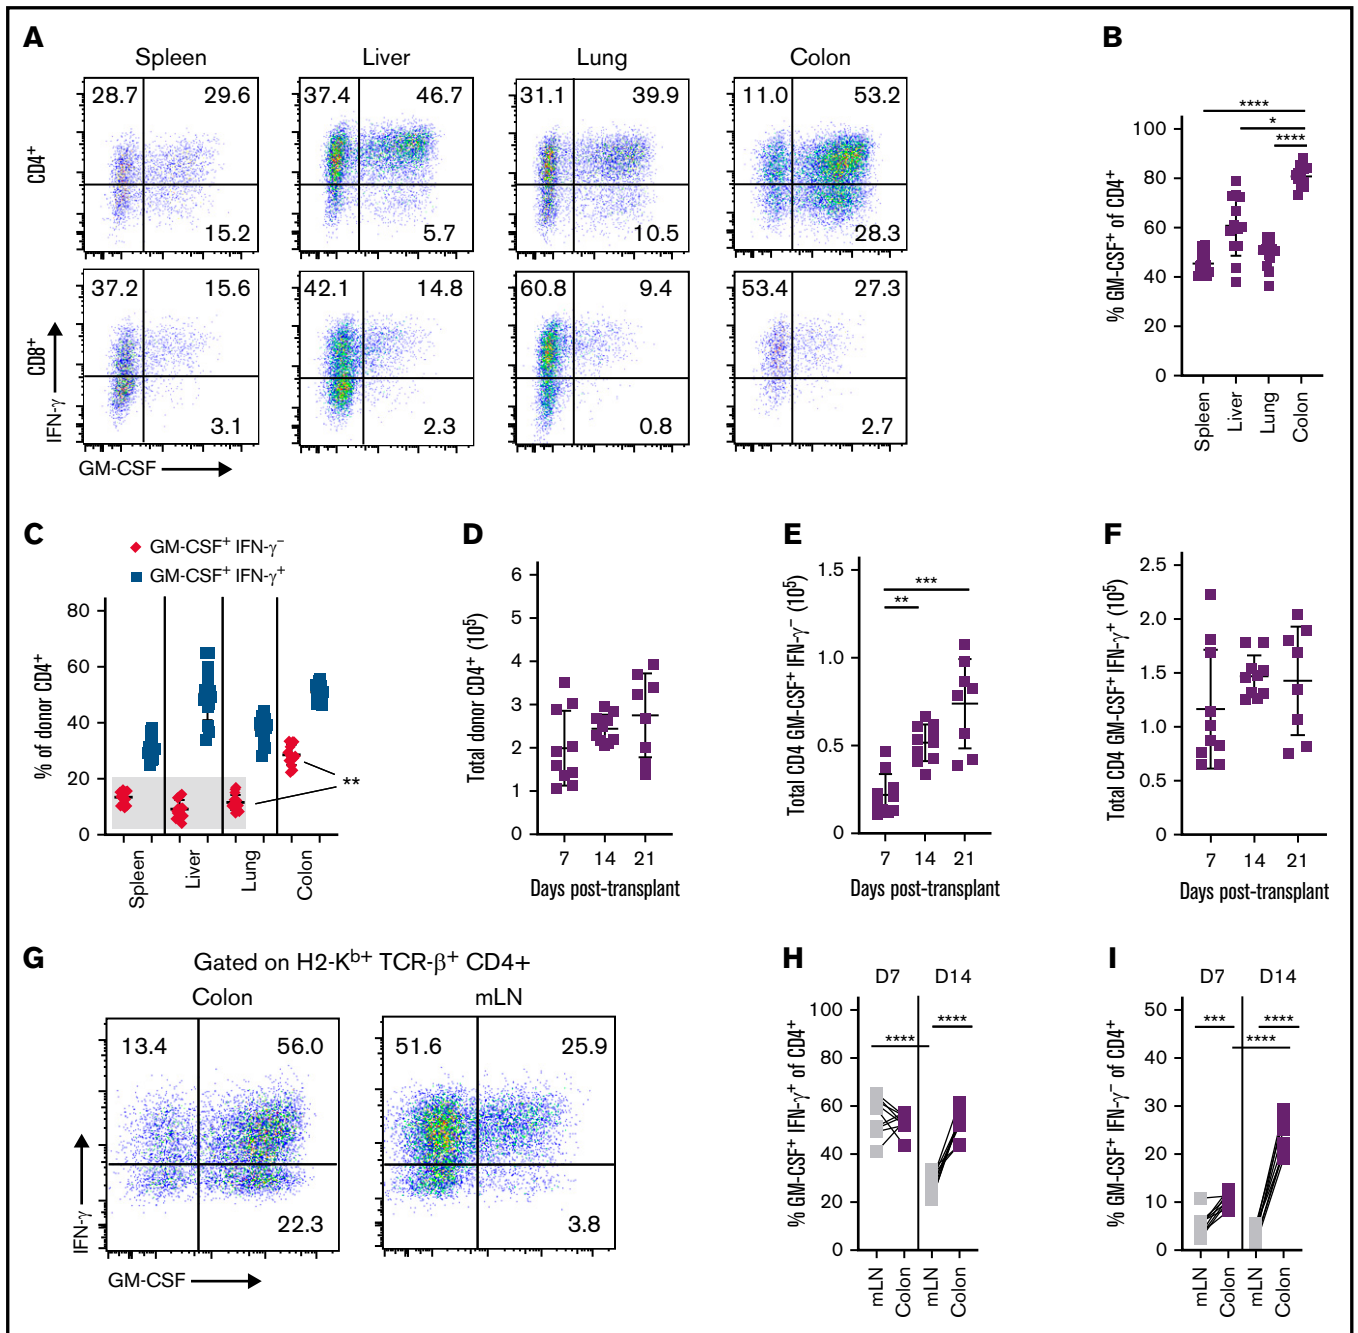 A
Spleen Liver Lung Colon
CD4+
28.7 29.6 15.2
37.4 46.7 5.7
31.1 39.9 10.5
11.0 53.2 28.3
CD8+
37.2 15.6 3.1
42.1 14.8 2.3
60.8 9.4 0.8
53.4 27.3 2.7
IFN-γ
GM-CSF
B
% GM-CSF+ of CD4+
100
80
60
40
20
0
****
*
****
Spleen Liver Lung Colon
C
GM-CSF+ IFN-γ−
GM-CSF+ IFN-γ+
% of donor CD4+
80
60
40
20
0
**
Spleen Liver Lung Colon
D
Total donor CD4+ (10⁵)
6
5
4
3
2
1
0
7 14 21
Days post-transplant
E
Total CD4 GM-CSF+ IFN-γ− (10⁵)
1.5
1.0
0.5
0
***
**
7 14 21
Days post-transplant
F
Total CD4 GM-CSF+ IFN-γ+ (10⁵)
2.5
2.0
1.5
1.0
0.5
0
7 14 21
Days post-transplant
G
Gated on H2-Kb+ TCR-β+ CD4+
Colon mLN
13.4 56.0 22.3
51.6 25.9 3.8
IFN-γ
GM-CSF
H
D7 D14
% GM-CSF+ IFN-γ+ of CD4+
100
80
60
40
20
0
****
****
mLN Colon mLN Colon
I
D7 D14
% GM-CSF+ IFN-γ− of CD4+
50
40
30
20
10
0
*** ****
****
mLN Colon mLN Colon